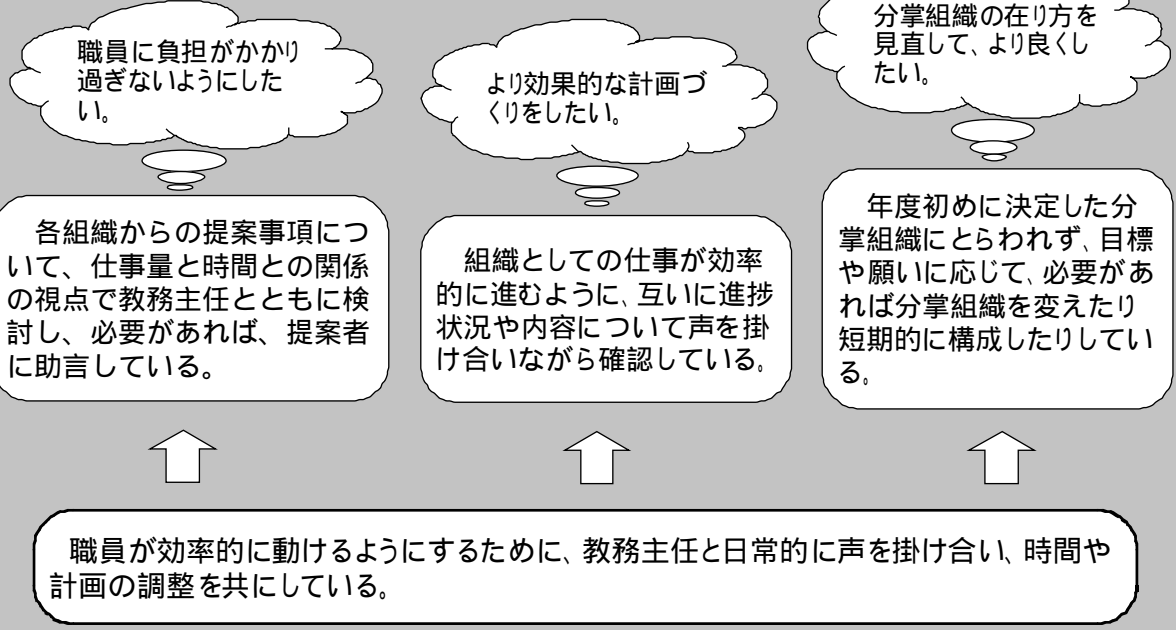 職員に負担がかかり
過ぎないようにした
い。
より効果的な計画づ
くりをしたい。
分掌組織の在り方を
見直して、より良くし
たい。
各組織からの提案事項につ
いて、仕事量と時間との関係
の視点で教務主任とともに検
討し、必要があれば、提案者
に助言している。
組織としての仕事が効率
的に進むように、互いに進捗
状況や内容について声を掛
け合いながら確認している。
年度初めに決定した分
掌組織にとらわれず、目標
や願いに応じて、必要があ
れば分掌組織を変えたり
短期的に構成したりしてい
る。
職員が効率的に動けるようにするために、教務主任と日常的に声を掛け合い、時間や
計画の調整を共にしている。